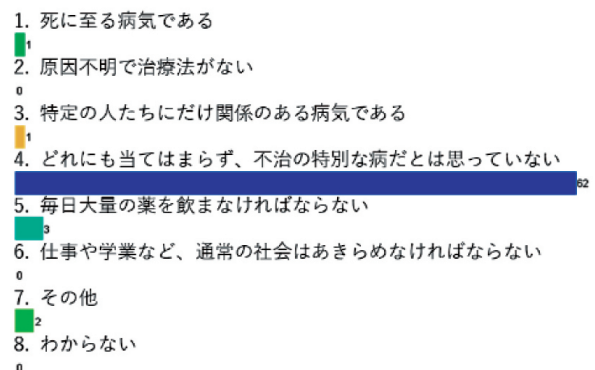 1. 死に至る病気である
1
2. 原因不明で治療法がない
0
3. 特定の人たちにだけ関係のある病気である
1
4. どれにも当てはまらず、不治の特別な病だとは思っていない
62
5. 毎日大量の薬を飲まなければならない
3
6. 仕事や学業など、通常の社会はあきらめなければならない
0
7. その他
2
8. わからない
0